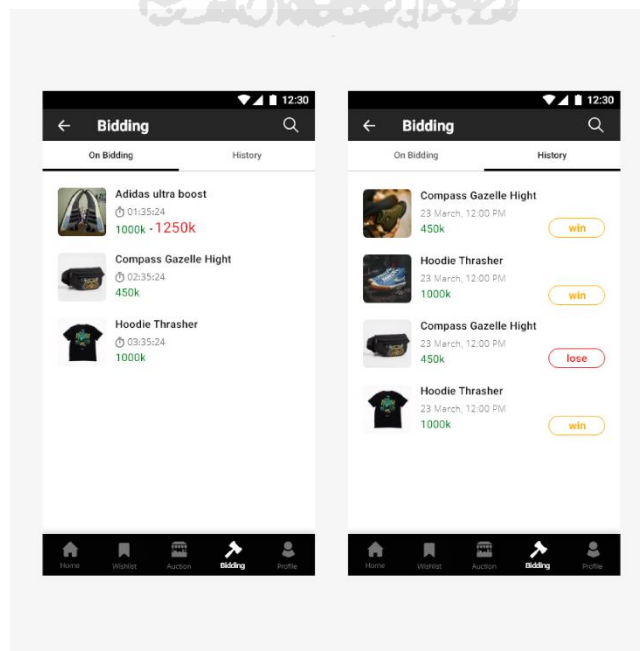 12:30
Bidding
On Bidding History
Adidas ultra boost
01:35:24
1000k - 1250k
Compass Gazelle Hight
02:35:24
450k
Hoodie Thrasher
03:35:24
1000k
Home Wishlist Auction Bidding Profile
12:30
Bidding
On Bidding History
Compass Gazelle Hight
23 March, 12:00 PM
450k
win
Hoodie Thrasher
23 March, 12:00 PM
1000k
win
Compass Gazelle Hight
23 March, 12:00 PM
450k
lose
Hoodie Thrasher
23 March, 12:00 PM
1000k
win
Home Wishlist Auction Bidding Profile